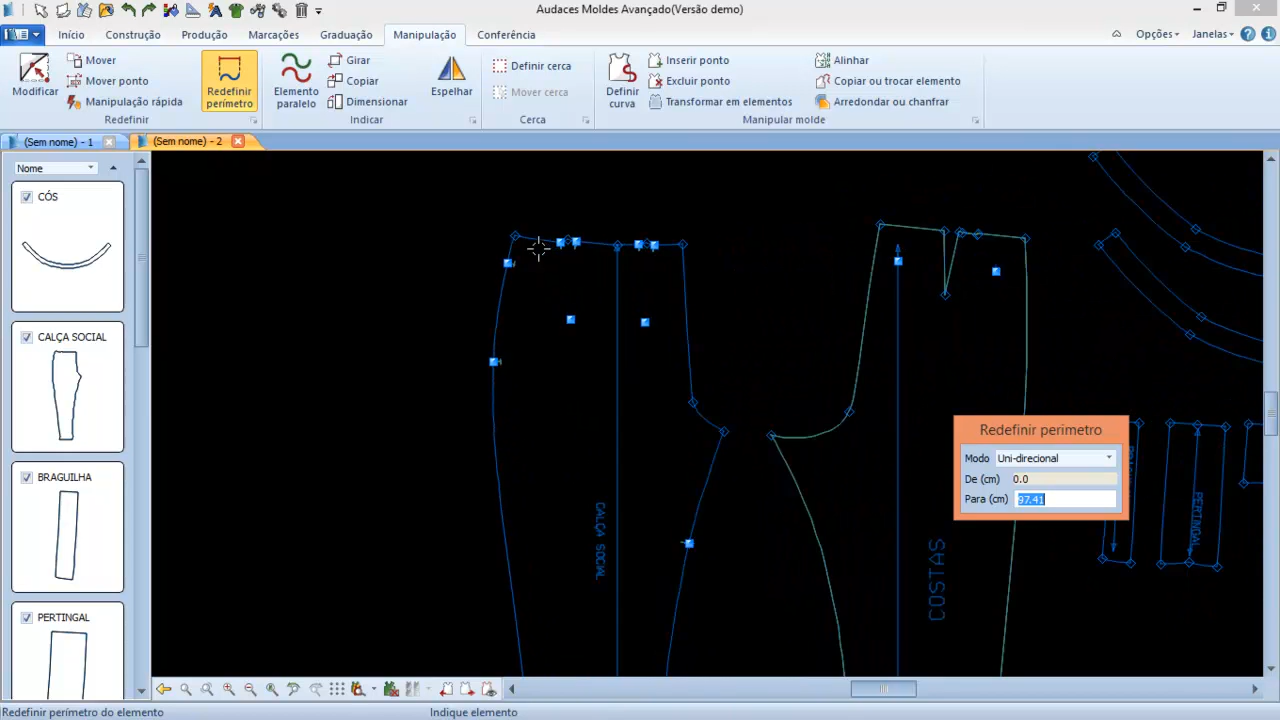 Audaces Moldes Avançado(Versão demo)
Início
Construção
Produção
Marcações
Graduação
Manipulação
Conferência
Opções
Janelas
Modificar
Mover
Mover ponto
Manipulação rápida
Redefinir
perímetro
Redefinir
Elemento
paralelo
Girar
Copiar
Dimensionar
Espelhar
Indicar
Definir cerca
Mover cerca
Cerca
Definir
curva
Inserir ponto
Excluir ponto
Transformar em elementos
Alinhar
Copiar ou trocar elemento
Arredondar ou chanfrar
Manipular molde
(Sem nome) - 1
(Sem nome) - 2
Nome
CÓS
CALÇA SOCIAL
BRAGUILHA
PERTINGAL
CALÇA SOCIAL
COSTAS
PERTINGAL
Redefinir perimetro
Modo Uni-direcional
De (cm) 0.0
Para (cm) 97.41
Redefinir perímetro do elemento
Indique elemento